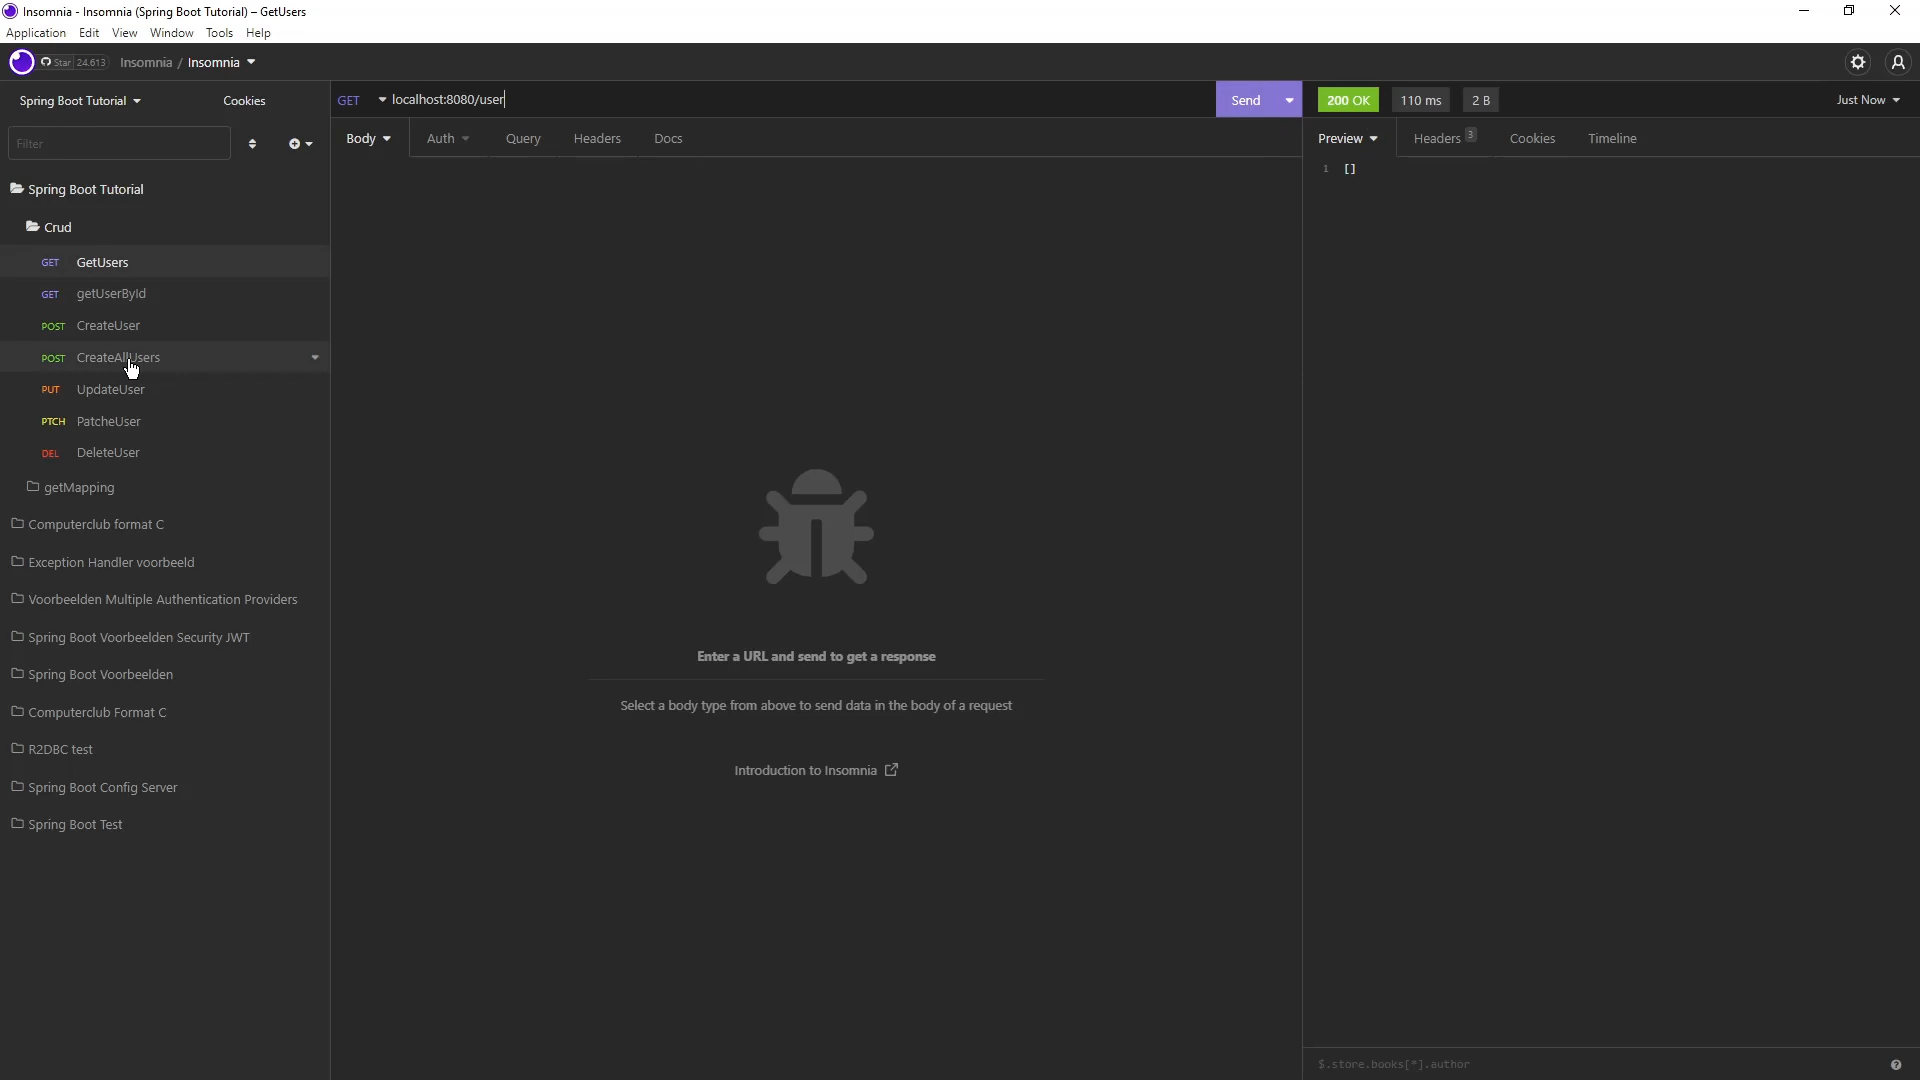 Insomnia - Insomnia (Spring Boot Tutorial) – GetUsers
Application Edit View Window Tools Help
Star 24.613 Insomnia / Insomnia
Spring Boot Tutorial Cookies
GET localhost:8080/user Send
200 OK 110 ms 2 B Just Now
Filter
Body Auth Query Headers Docs
Preview Headers 3 Cookies Timeline
1 []
Spring Boot Tutorial
Crud
GET GetUsers
GET getUserById
POST CreateUser
POST CreateAllUsers
PUT UpdateUser
PTCH PatcheUser
DEL DeleteUser
getMapping
Computerclub format C
Exception Handler voorbeeld
Voorbeelden Multiple Authentication Providers
Spring Boot Voorbeelden Security JWT
Spring Boot Voorbeelden
Computerclub Format C
R2DBC test
Spring Boot Config Server
Spring Boot Test
Enter a URL and send to get a response
Select a body type from above to send data in the body of a request
Introduction to Insomnia
$.store.books[*].author